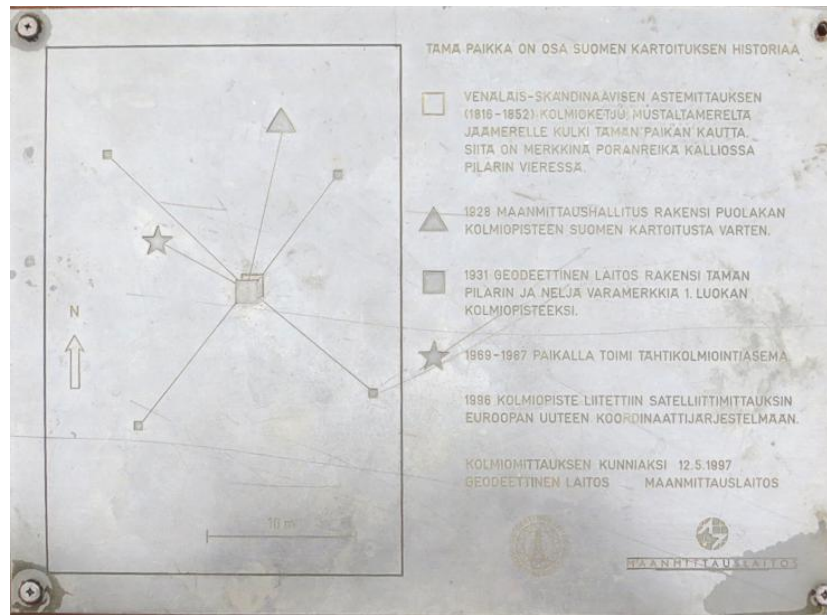 TÄMÄ PAIKKA ON OSA SUOMEN KARTOITUKSEN HISTORIAA
VENÄLÄIS-SKANDINAAVISEN ASTEMITTAUKSEN
(1816-1852) KOLMIOKETJU MUSTALTAMERELTÄ
JÄÄMERELLE KULKI TÄMÄN PAIKAN KAUTTA.
SIITÄ ON MERKKINÄ PORANREIKÄ KALLIOSSA
PILARIN VIERESSÄ.
1928 MAANMITTAUSHALLITUS RAKENSI PUOLAKAN
KOLMIOPISTEEN SUOMEN KARTOITUSTA VARTEN.
1931 GEODEETTINEN LAITOS RAKENSI TÄMÄN
PILARIN JA NELJÄ VARAMERKKIÄ 1. LUOKAN
KOLMIOPISTEEKSI.
1969-1987 PAIKALLA TOIMI TÄHTIKOLMIOINTIASEMA
1996 KOLMIOPISTE LIITETTIIN SATELLIITTIMITTAUKSIN
EUROOPAN UUTEEN KOORDINAATTIJÄRJESTELMÄÄN.
KOLMIOMITTAUKSEN KUNNIAKSI 12.5.1997
GEODEETTINEN LAITOS MAANMITTAUSLAITOS
N
10 m
MAANMITTAUSLAITOS